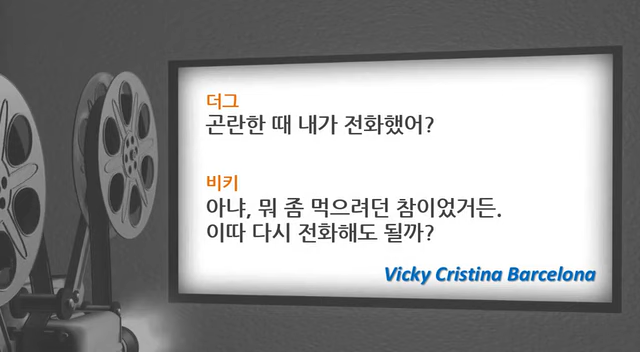 더그
곤란한 때 내가 전화했어?
비키
아냐, 뭐 좀 먹으려던 참이었거든.
이따 다시 전화해도 될까?
Vicky Cristina Barcelona